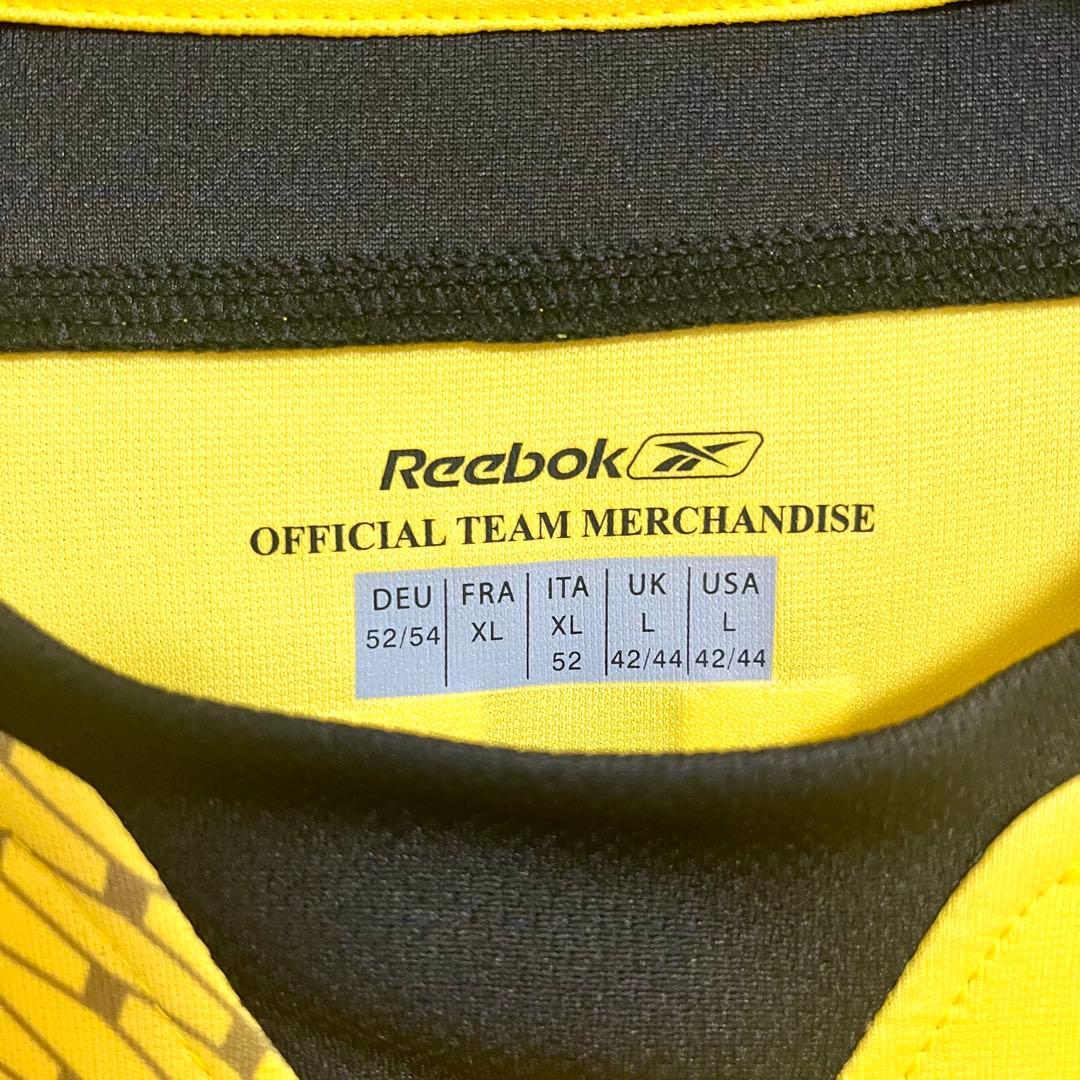 Reebok
OFFICIAL TEAM MERCHANDISE
DEU FRA ITA UK USA
52/54 XL XL L L
52 42/44 42/44